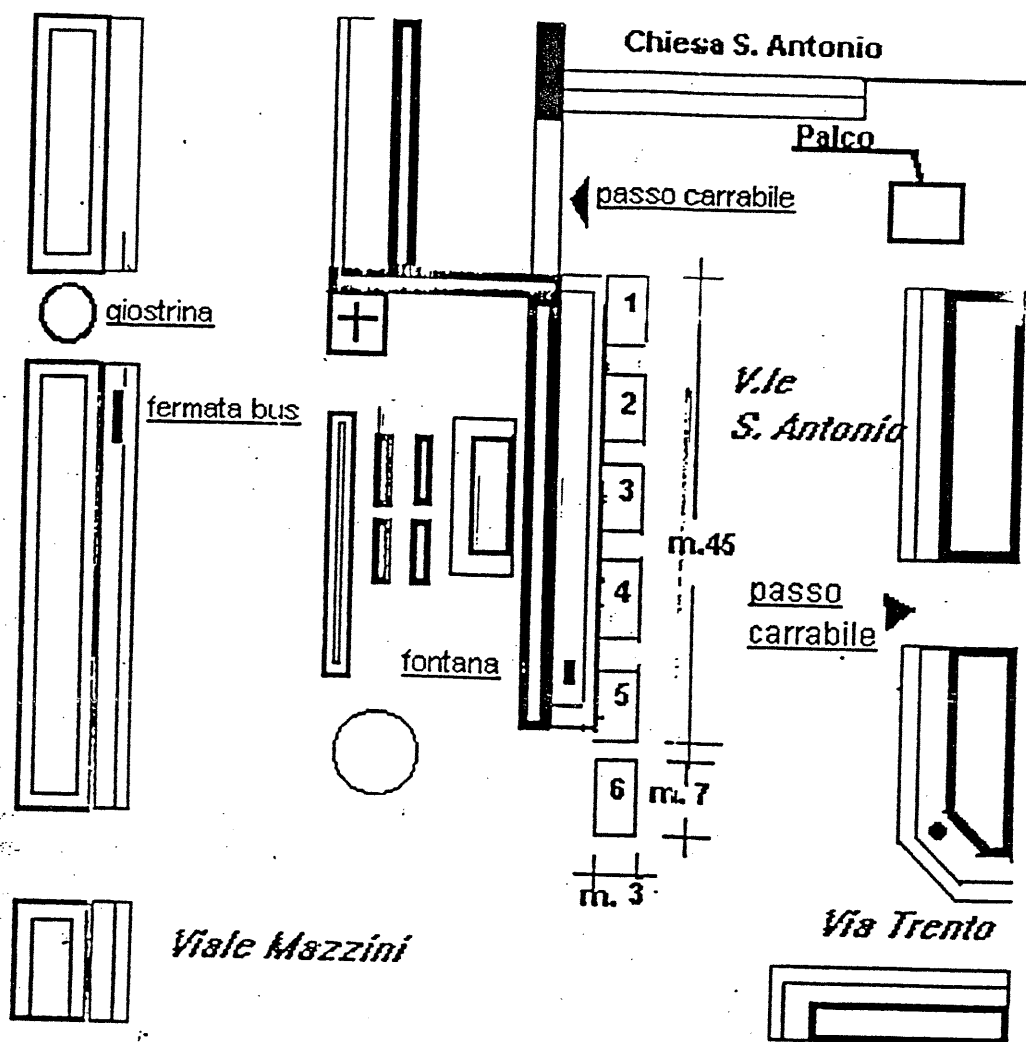 Chiesa S. Antonio
Palco
passo carrabile
giostrina
1
fermata bus
2
V.le
S. Antonio
3
m.45
4
passo
carrabile
fontana
5
6
m. 7
m. 3
Viale Mazzini
Via Trento